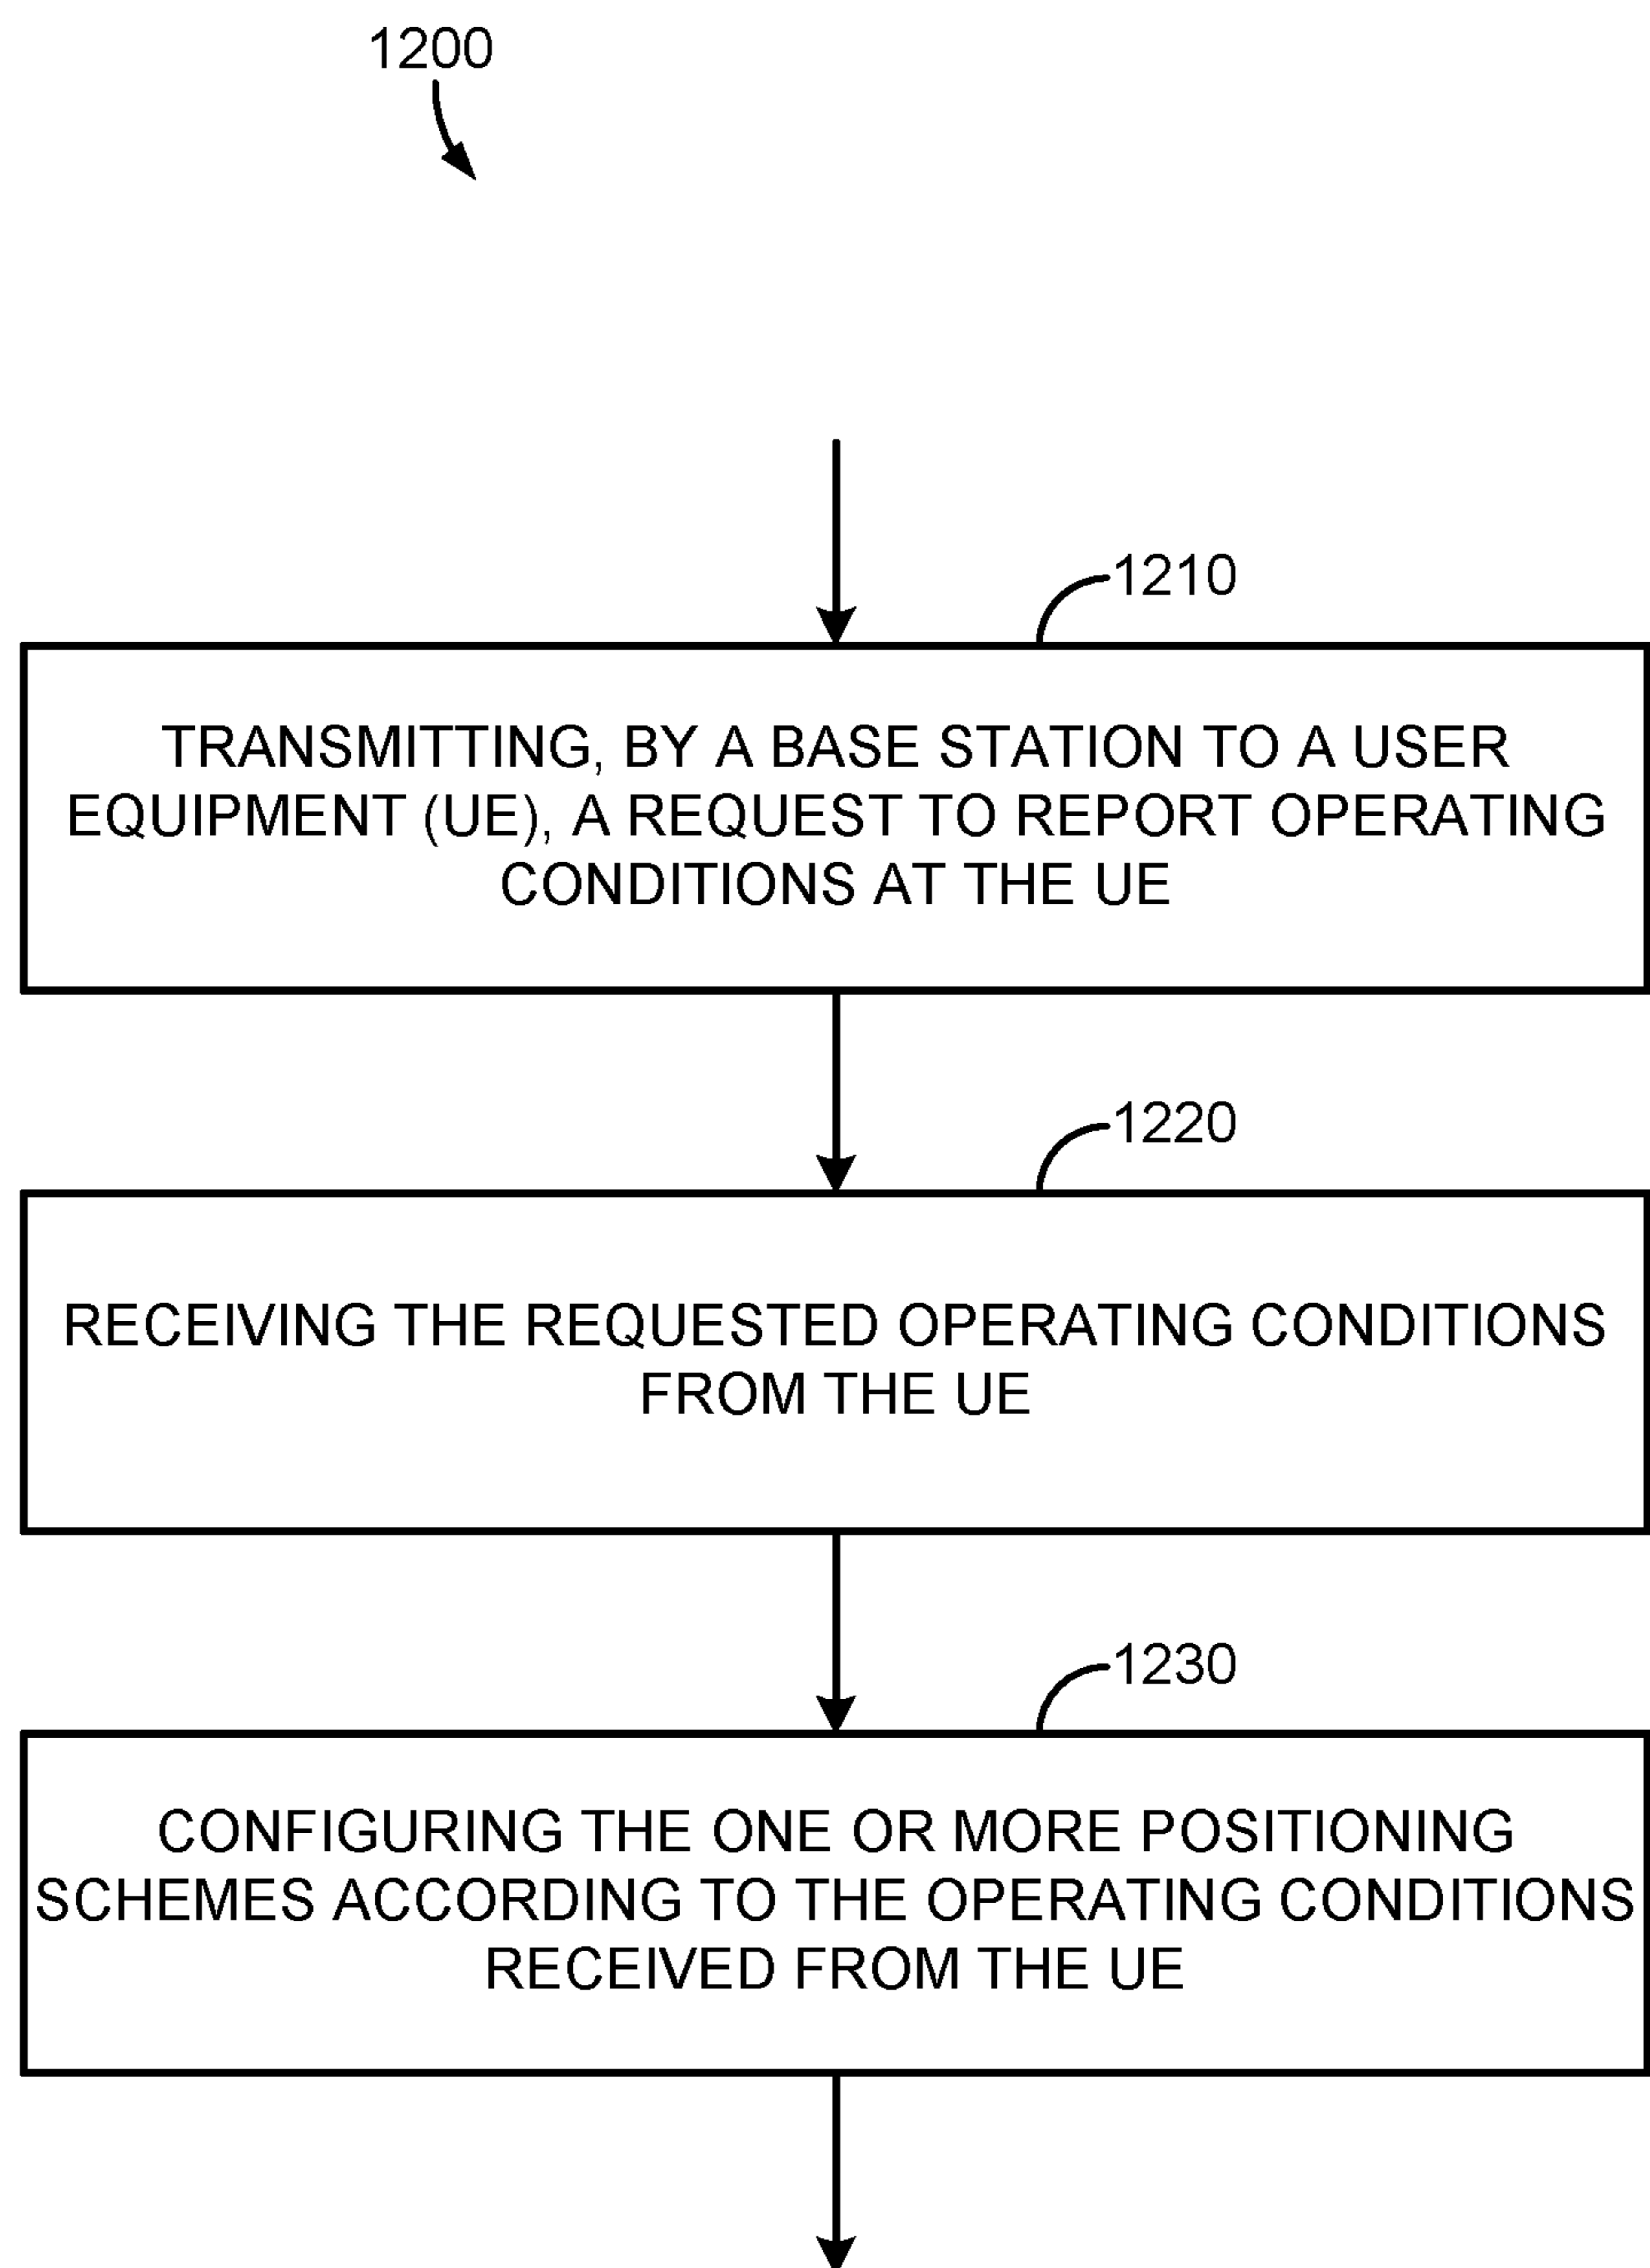 1200
1210
TRANSMITTING, BY A BASE STATION TO A USER
EQUIPMENT (UE), A REQUEST TO REPORT OPERATING
CONDITIONS AT THE UE
1220
RECEIVING THE REQUESTED OPERATING CONDITIONS
FROM THE UE
1230
CONFIGURING THE ONE OR MORE POSITIONING
SCHEMES ACCORDING TO THE OPERATING CONDITIONS
RECEIVED FROM THE UE